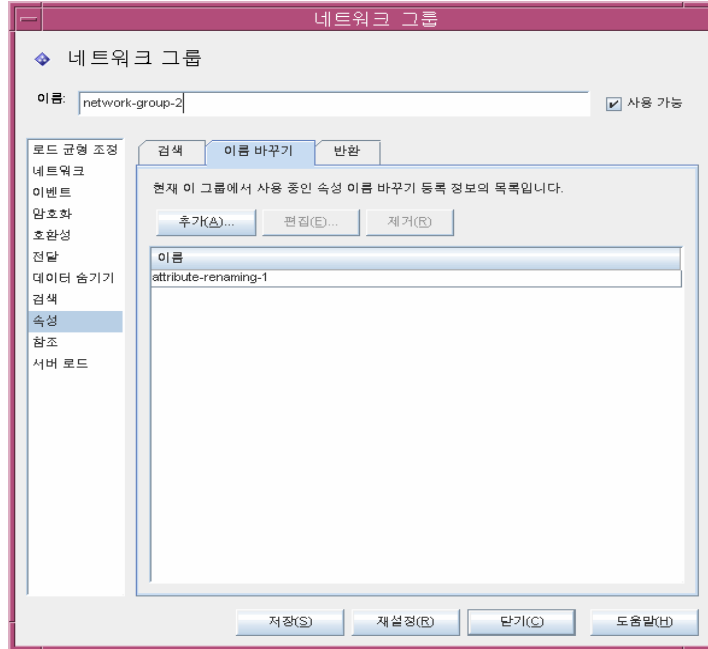 네트워크 그룹
네트워크 그룹
이름: network-group-2 사용 가능
로드 균형 조정
네트워크
이벤트
암호화
호환성
전달
데이터 숨기기
검색
속성
참조
서버 로드
검색 이름 바꾸기 반환
현재 이 그룹에서 사용 중인 속성 이름 바꾸기 등록 정보의 목록입니다.
추가(A)... 편집(E)... 제거(R)
이름
attribute-renaming-1
저장(S) 재설정(R) 닫기(C) 도움말(H)